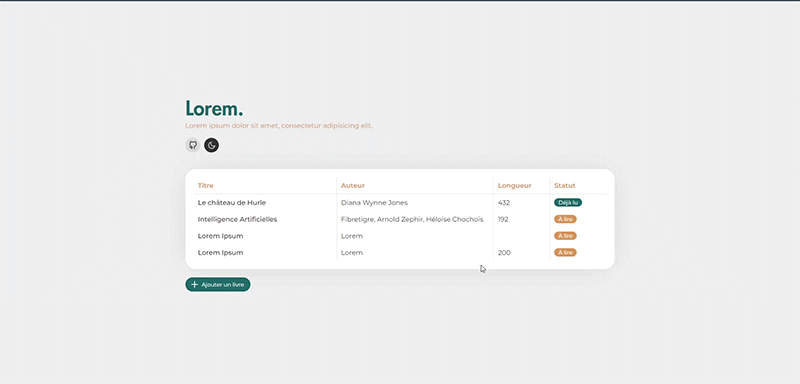 Lorem.
Lorem ipsum dolor sit amet, consectetur adipisicing elit.
Titre Auteur Longueur Statut
Le château de Hurle Diana Wynne Jones 432 Déjà lu
Intelligence Artificielles Fibretigre, Arnold Zephir, Héloïse Chochois 192 À lire
Lorem Ipsum Lorem À lire
Lorem Ipsum Lorem 200 À lire
Ajouter un livre